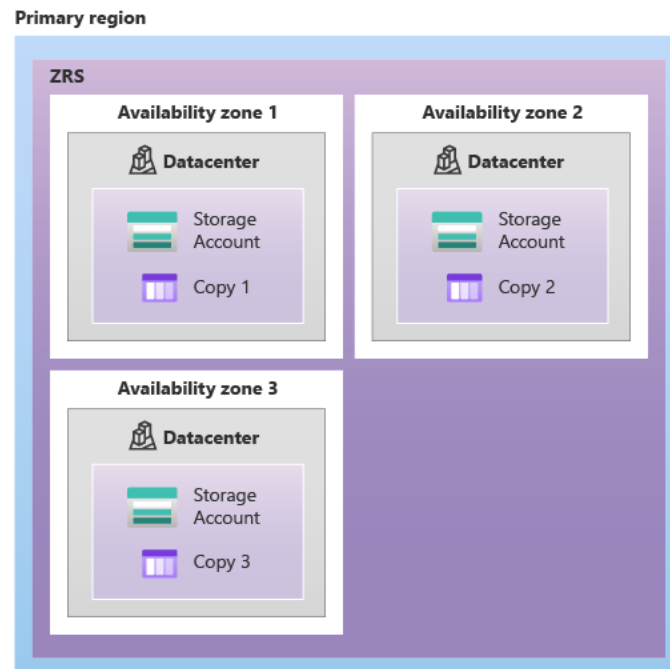 Primary region
ZRS
Availability zone 1
Datacenter
Storage
Account
Copy 1
Availability zone 2
Datacenter
Storage
Account
Copy 2
Availability zone 3
Datacenter
Storage
Account
Copy 3